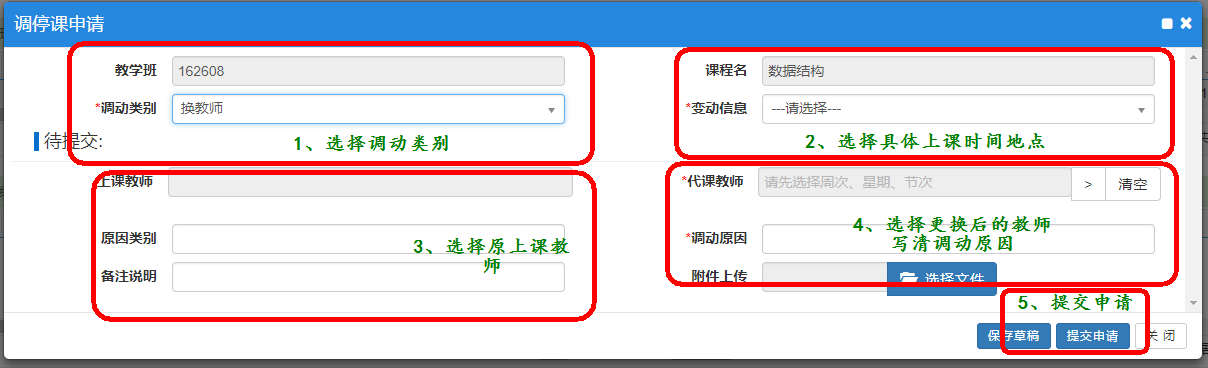 调停课申请
教学班 162608 课程名 数据结构
*调动类别 换教师 *变动信息 ---请选择---
1、选择调动类别 2、选择具体上课时间地点
待提交:
上课教师 *代课教师 请先选择周次、星期、节次 > 清空
原因类别 *调动原因
3、选择原上课教
师
4、选择更换后的教师
写清调动原因
备注说明 附件上传 选择文件
5、提交申请
保存草稿 提交申请 关 闭